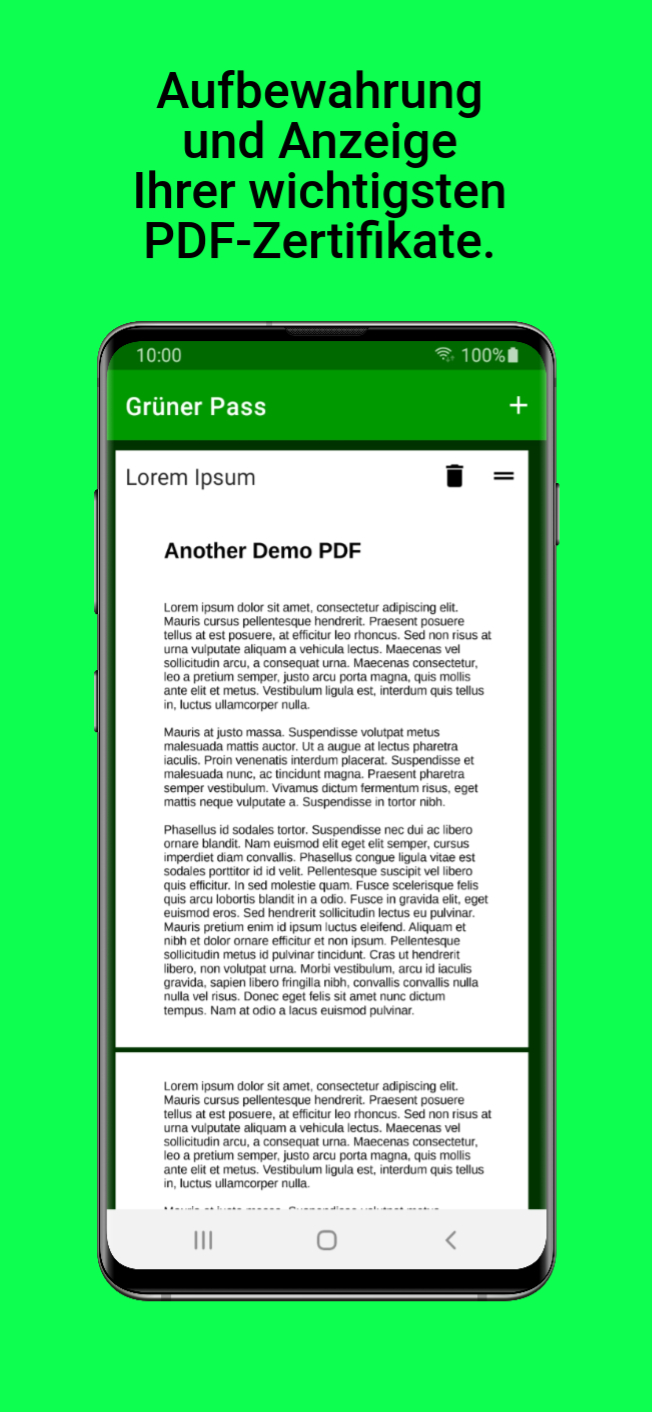 Aufbewahrung
und Anzeige
Ihrer wichtigsten
PDF-Zertifikate.
10:00
100%
Grüner Pass
+
Lorem Ipsum
Another Demo PDF
Lorem ipsum dolor sit amet, consectetur adipiscing elit.
Mauris cursus pellentesque hendrerit. Praesent posuere
tellus at est posuere, at efficitur leo rhoncus. Sed non risus at
urna vulputate aliquam a vehicula lectus. Maecenas vel
sollicitudin arcu, a consequat urna. Maecenas consectetur,
leo a pretium semper, justo arcu porta magna, quis mollis
ante elit et metus. Vestibulum ligula est, interdum quis tellus
in, luctus ullamcorper nulla.
Mauris at justo massa. Suspendisse volutpat metus
malesuada mattis auctor. Ut a augue at lectus pharetra
iaculis. Proin venenatis interdum placerat. Suspendisse et
malesuada nunc, ac tincidunt magna. Praesent pharetra
semper vestibulum. Vivamus dictum fermentum risus, eget
mattis neque vulputate a. Suspendisse in tortor nibh.
Phasellus id sodales tortor. Suspendisse nec dui ac libero
ornare blandit. Nam euismod elit eget elit semper, cursus
imperdiet diam convallis. Phasellus congue ligula vitae est
sodales porttitor id id velit. Pellentesque suscipit vel libero
quis efficitur. In sed molestie quam. Fusce scelerisque felis
quis arcu lobortis blandit in a odio. Fusce in gravida elit, eget
euismod eros. Sed hendrerit sollicitudin lectus eu pulvinar.
Mauris pretium enim id ipsum luctus eleifend. Aliquam et
nibh et dolor ornare efficitur et non ipsum. Pellentesque
sollicitudin metus id pulvinar tincidunt. Cras ut hendrerit
libero, non volutpat urna. Morbi vestibulum, arcu id iaculis
gravida, sapien libero fringilla nibh, convallis convallis nulla
nulla vel risus. Donec eget felis sit amet nunc dictum
tempus. Nam at odio a lacus euismod pulvinar.
Lorem ipsum dolor sit amet, consectetur adipiscing elit.
Mauris cursus pellentesque hendrerit. Praesent posuere
tellus at est posuere, at efficitur leo rhoncus. Sed non risus at
urna vulputate aliquam a vehicula lectus. Maecenas vel
sollicitudin arcu, a consequat urna. Maecenas consectetur,
leo a pretium semper, justo arcu porta magna, quis mollis
ante elit et metus. Vestibulum ligula est, interdum quis tellus
in, luctus ullamcorper nulla.